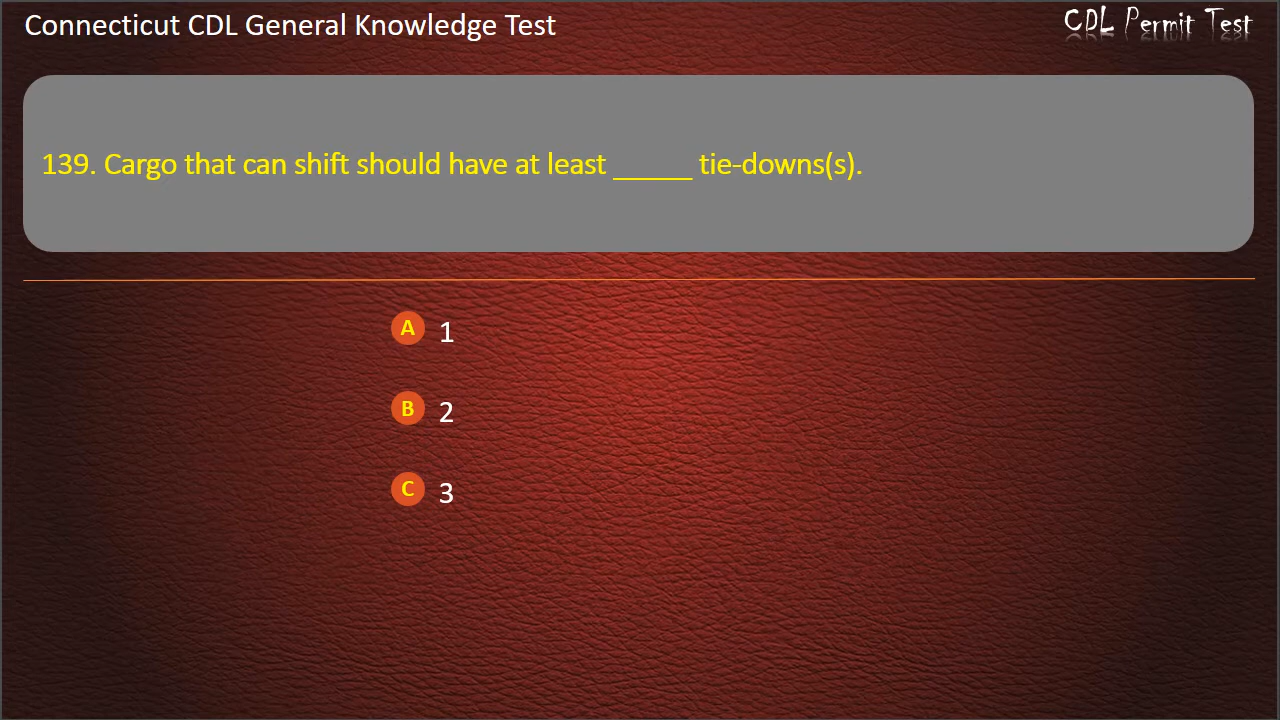 Connecticut CDL General Knowledge Test
CDL Permit Test
139. Cargo that can shift should have at least _____ tie-downs(s).
A 1
B 2
C 3